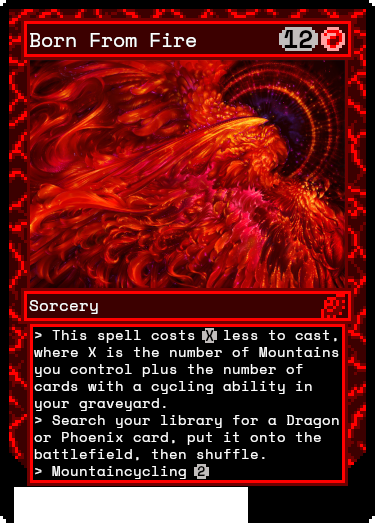 Born From Fire 12
Sorcery
> This spell costs X less to cast,
where X is the number of Mountains
you control plus the number of
cards with a cycling ability in
your graveyard.
> Search your library for a Dragon
or Phoenix card, put it onto the
battlefield, then shuffle.
> Mountaincycling 2